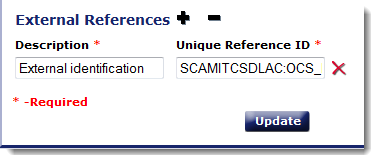 External References
Description * Unique Reference ID *
External identification SCAMITCSDLAC:OCS_
* -Required
Update